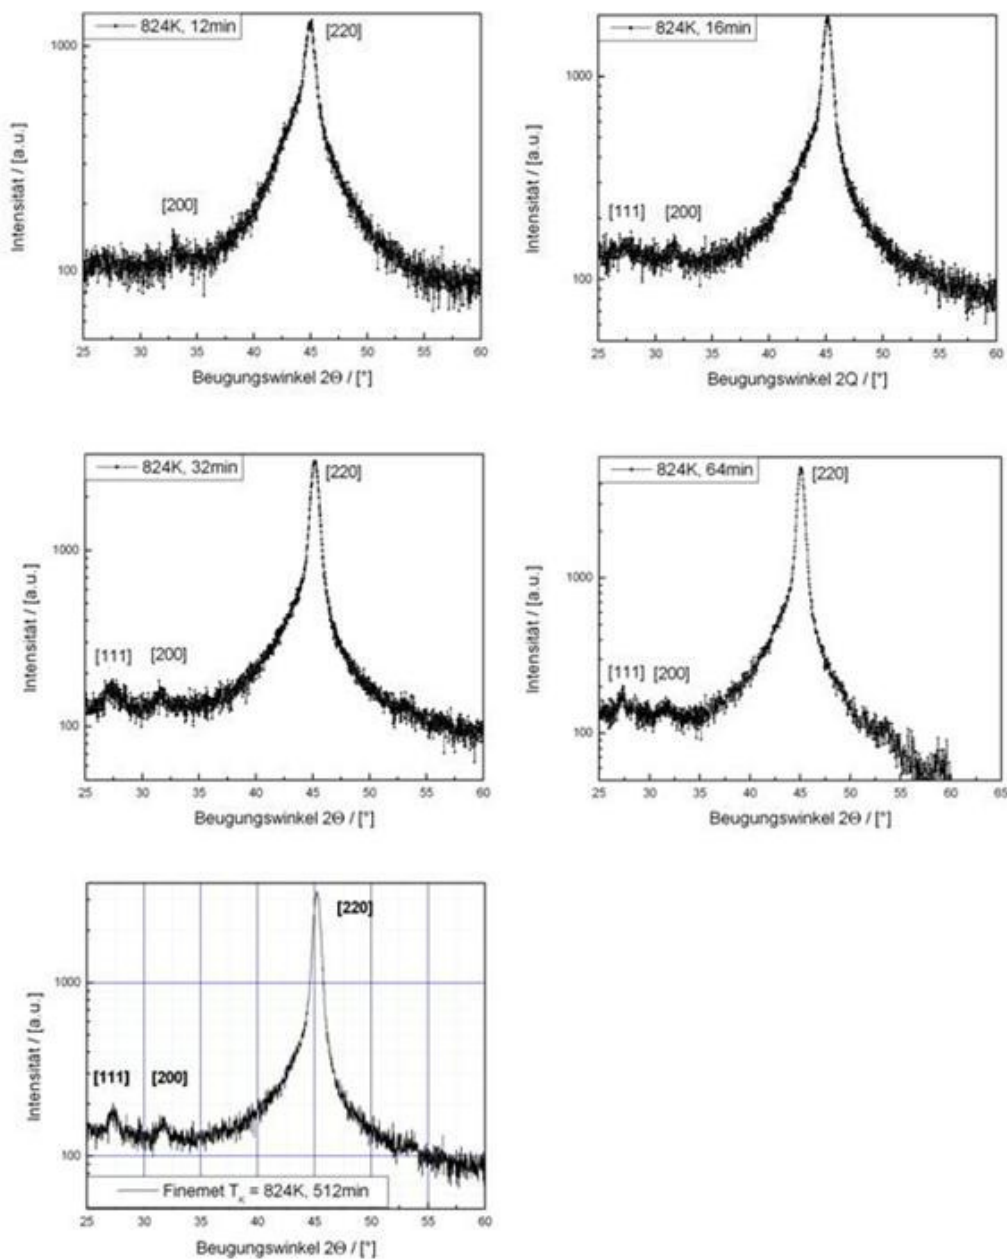 824K, 12min
[220]
1000
[200]
100
Intensität / [a.u.]
25 30 35 40 45 50 55 60
Beugungswinkel 2Θ / [°]
824K, 16min
1000
[111] [200]
100
Intensität / [a.u.]
25 30 35 40 45 50 55 60
Beugungswinkel 2Q / [°]
824K, 32min
[220]
1000
[111] [200]
100
Intensität / [a.u.]
25 30 35 40 45 50 55 60
Beugungswinkel 2Θ / [°]
824K, 64min
[220]
1000
[111] [200]
100
Intensität / [a.u.]
25 30 35 40 45 50 55 60 65
Beugungswinkel 2Θ / [°]
[220]
1000
[111] [200]
100
Intensität / [a.u.]
Finemet T_K = 824K, 512min
25 30 35 40 45 50 55 60
Beugungswinkel 2Θ / [°]